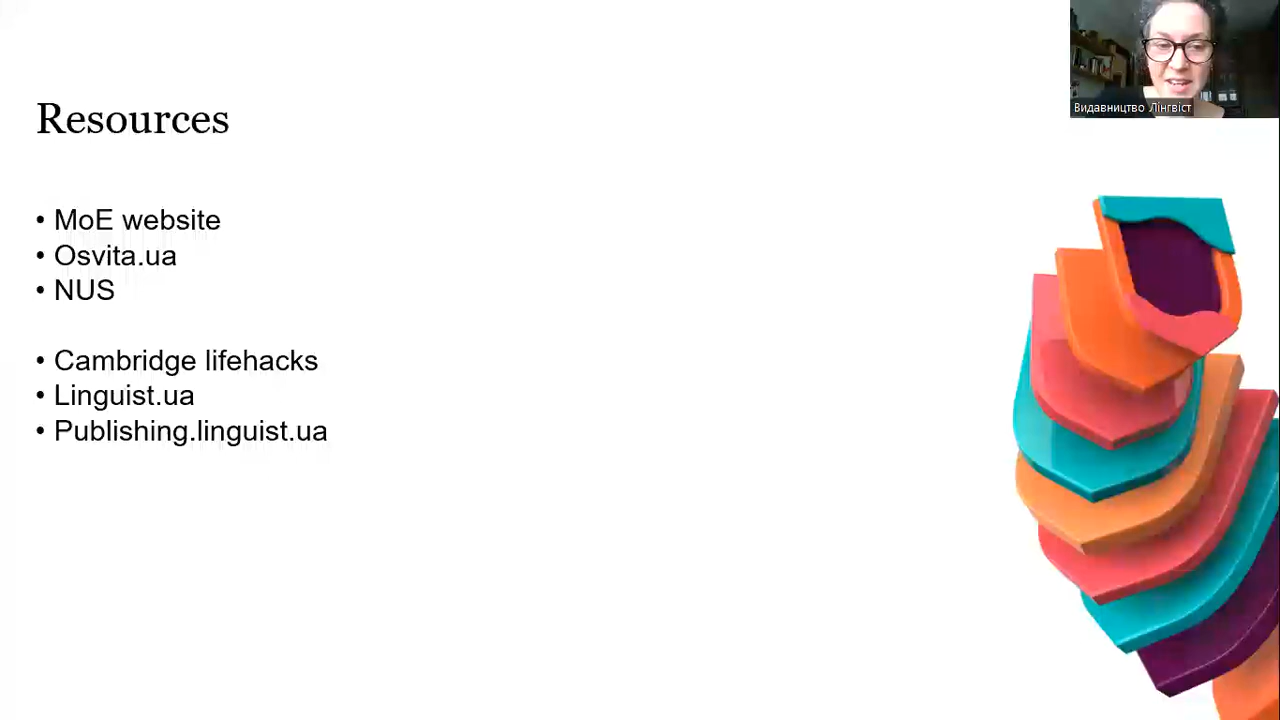 Видавництво Лінгвіст
Resources
• MoE website
• Osvita.ua
• NUS
• Cambridge lifehacks
• Linguist.ua
• Publishing.linguist.ua